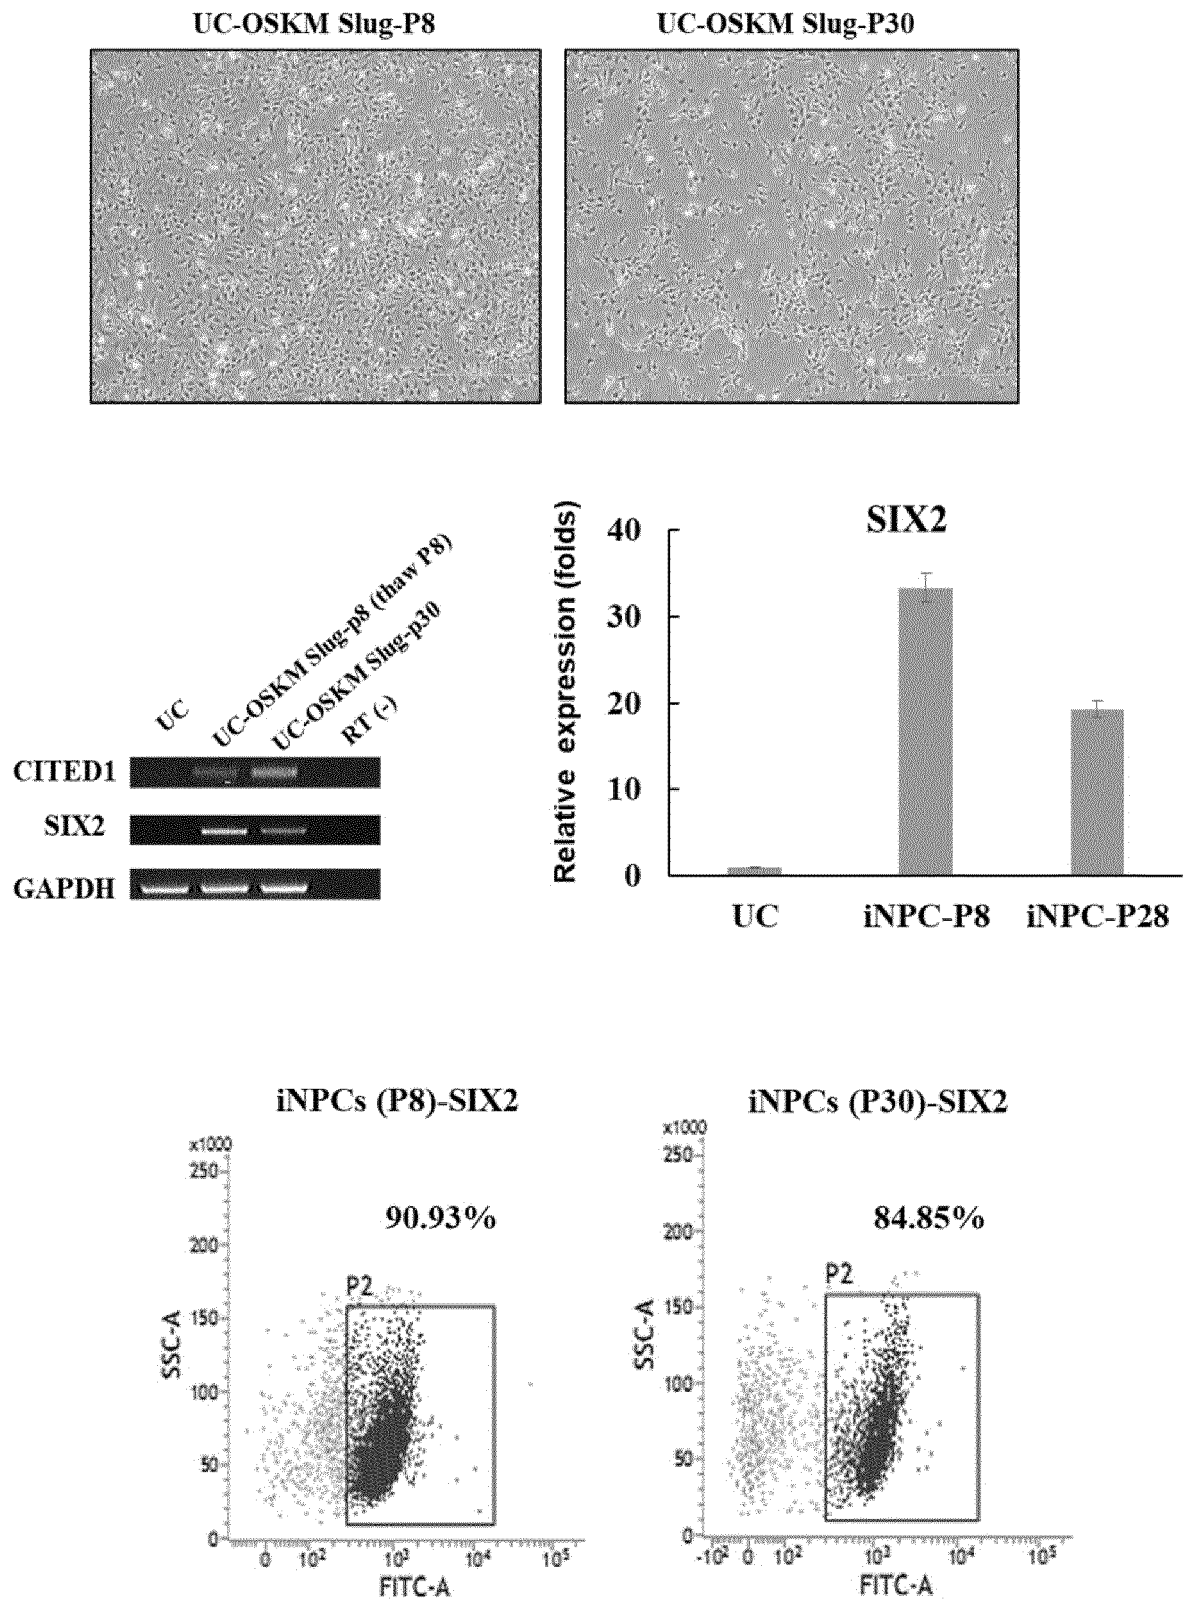 UC-OSKM Slug-P8
UC-OSKM Slug-P30
UC
UC-OSKM Slug-p8 (thaw P8)
UC-OSKM Slug-p30
RT (-)
CITED1
SIX2
GAPDH
SIX2
Relative expression (folds)
40
30
20
10
0
UC
iNPC-P8
iNPC-P28
iNPCs (P8)-SIX2
x1000
250
200
150
100
50
0
SSC-A
90.93%
P2
0
10²
10³
10⁴
10⁵
FITC-A
iNPCs (P30)-SIX2
x1000
250
200
150
100
50
0
SSC-A
84.85%
P2
-10²
0
10²
10³
10⁴
10⁵
FITC-A